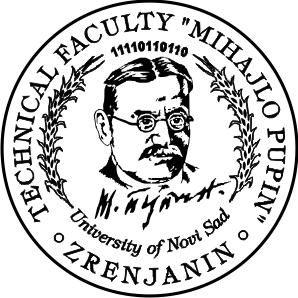 TECHNICAL FACULTY "MIHAJLO PUPIN"
11110110110
University of Novi Sad
° ZRENJANIN °